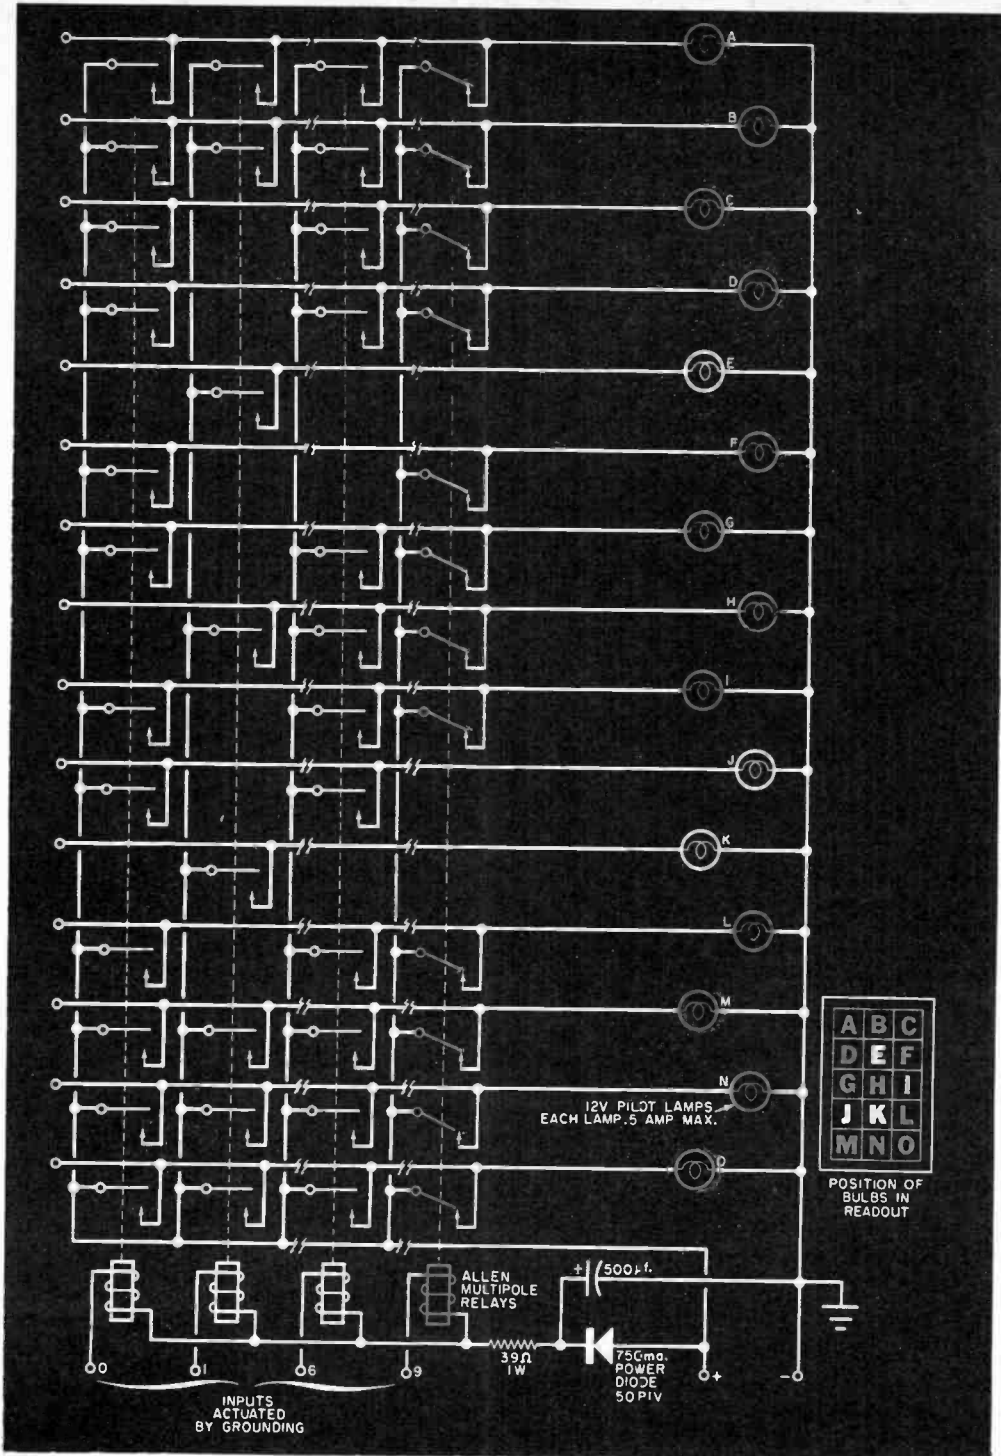 A
B
C
D
E
F
G
H
I
J
K
L
M
N
12V PILOT LAMPS
EACH LAMP .5 AMP MAX.
O
A B C
D E F
G H I
J K L
M N O
POSITION OF
BULBS IN
READOUT
ALLEN
MULTIPOLE
RELAYS
+ 500µf.
39Ω
1W
750ma.
POWER
DIODE
50 PIV
+ -
0 1 6 9
INPUTS
ACTUATED
BY GROUNDING